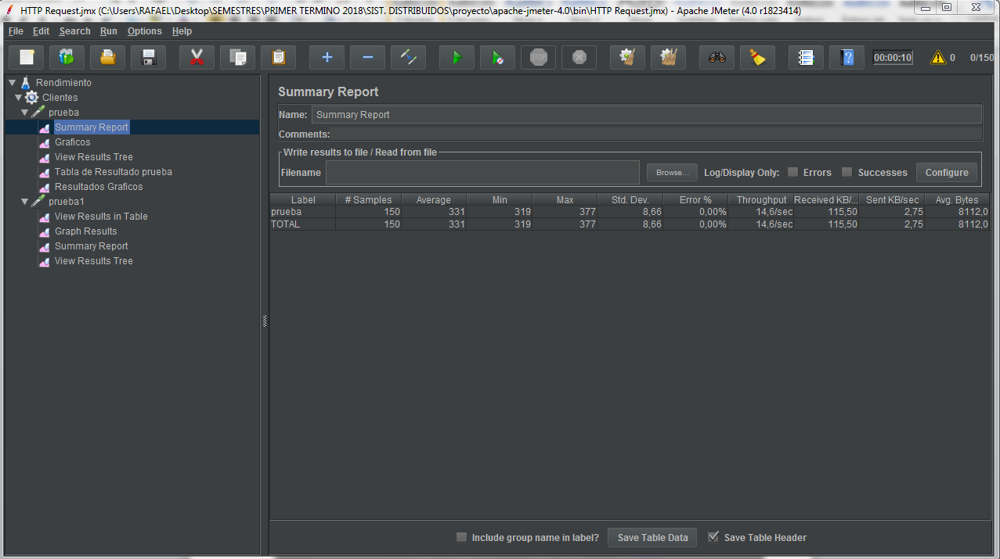 HTTP Request.jmx (C:\Users\RAFAEL\Desktop\SEMESTRES\PRIMER TERMINO 2018\SIST. DISTRIBUIDOS\proyecto\apache-jmeter-4.0\bin\HTTP Request.jmx) - Apache JMeter (4.0 r1823414)
File Edit Search Run Options Help
STOP 00:00:10 0 0/150
Rendimiento
Clientes
prueba
Summary Report
Graficos
View Results Tree
Tabla de Resultado prueba
Resultados Graficos
prueba1
View Results in Table
Graph Results
Summary Report
View Results Tree
Summary Report
Name: Summary Report
Comments:
Write results to file / Read from file
Filename Browse... Log/Display Only: Errors Successes Configure
Label # Samples Average Min Max Std. Dev. Error % Throughput Received KB/... Sent KB/sec Avg. Bytes
prueba 150 331 319 377 8,66 0,00% 14,6/sec 115,50 2,75 8112,0
TOTAL 150 331 319 377 8,66 0,00% 14,6/sec 115,50 2,75 8112,0
Include group name in label? Save Table Data Save Table Header